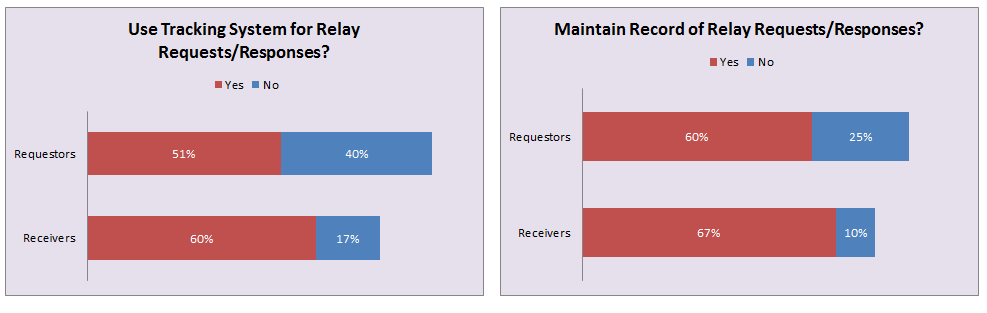 Use Tracking System for Relay
Requests/Responses?
Yes No
Requestors 51% 40%
Receivers 60% 17%
Maintain Record of Relay Requests/Responses?
Yes No
Requestors 60% 25%
Receivers 67% 10%